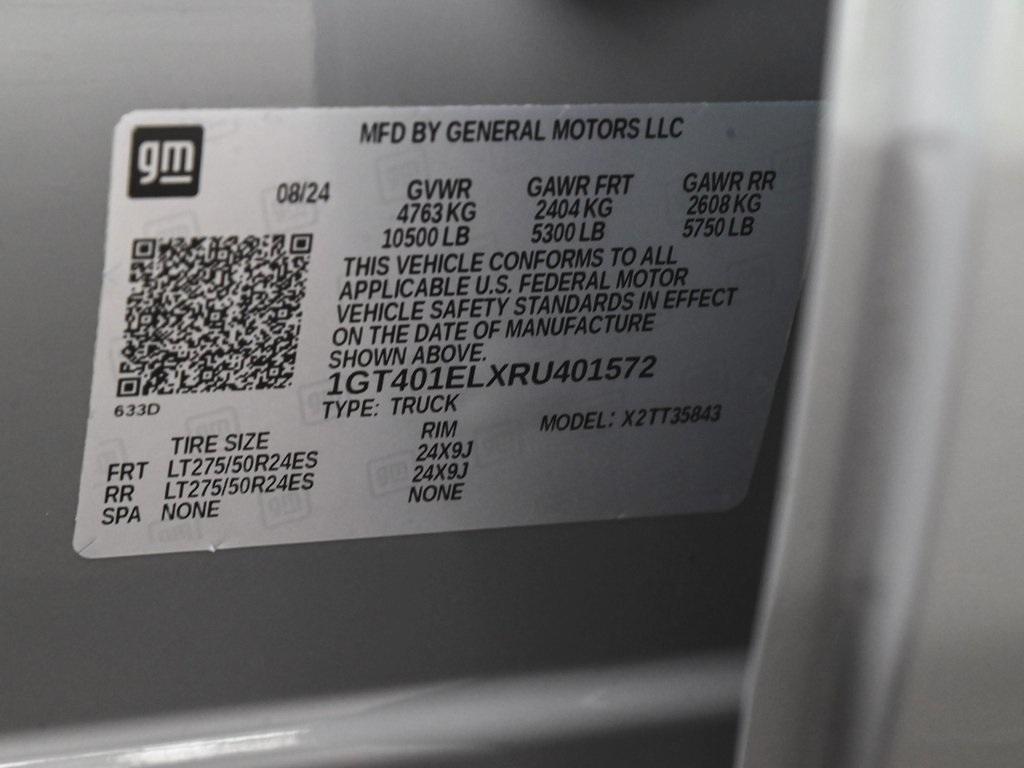 gm
MFD BY GENERAL MOTORS LLC
08/24 GVWR GAWR FRT GAWR RR
4763 KG 2404 KG 2608 KG
10500 LB 5300 LB 5750 LB
THIS VEHICLE CONFORMS TO ALL
APPLICABLE U.S. FEDERAL MOTOR
VEHICLE SAFETY STANDARDS IN EFFECT
ON THE DATE OF MANUFACTURE
SHOWN ABOVE.
1GT401ELXRU401572
633D
TYPE: TRUCK
MODEL: X2TT35843
TIRE SIZE RIM
FRT LT275/50R24ES 24X9J
RR LT275/50R24ES 24X9J
SPA NONE NONE